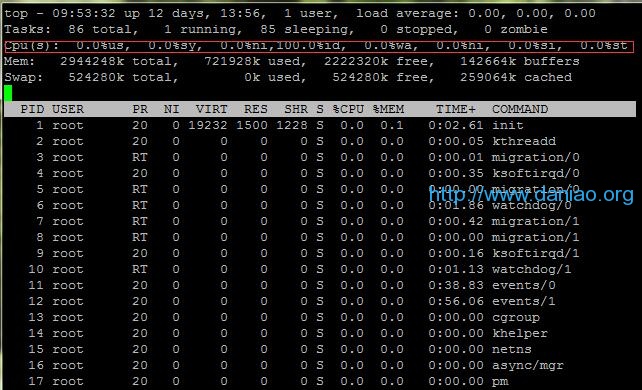 top - 09:53:32 up 12 days, 13:56,  1 user,  load average: 0.00, 0.00, 0.00
Tasks:  86 total,   1 running,  85 sleeping,   0 stopped,   0 zombie
Cpu(s):  0.0%us,  0.0%sy,  0.0%ni,100.0%id,  0.0%wa,  0.0%hi,  0.0%si,  0.0%st
Mem:   2944248k total,   721928k used,  2222320k free,   142664k buffers
Swap:   524280k total,        0k used,   524280k free,   259064k cached
PID USER      PR  NI  VIRT  RES  SHR S %CPU %MEM    TIME+  COMMAND
1 root      20   0 19232 1500 1228 S  0.0  0.1   0:02.61 init
2 root      20   0     0    0    0 S  0.0  0.0   0:00.05 kthreadd
3 root      RT   0     0    0    0 S  0.0  0.0   0:00.01 migration/0
4 root      20   0     0    0    0 S  0.0  0.0   0:00.35 ksoftirqd/0
5 root      RT   0     0    0    0 S  0.0  0.0   0:00.00 migration/0
http://www.daniao.org
6 root      RT   0     0    0    0 S  0.0  0.0   0:01.86 watchdog/0
7 root      RT   0     0    0    0 S  0.0  0.0   0:00.42 migration/1
8 root      RT   0     0    0    0 S  0.0  0.0   0:00.00 migration/1
9 root      20   0     0    0    0 S  0.0  0.0   0:00.16 ksoftirqd/1
10 root      RT   0     0    0    0 S  0.0  0.0   0:01.13 watchdog/1
11 root      20   0     0    0    0 S  0.0  0.0   0:38.83 events/0
12 root      20   0     0    0    0 S  0.0  0.0   0:56.06 events/1
13 root      20   0     0    0    0 S  0.0  0.0   0:00.00 cgroup
14 root      20   0     0    0    0 S  0.0  0.0   0:00.00 khelper
15 root      20   0     0    0    0 S  0.0  0.0   0:00.00 netns
16 root      20   0     0    0    0 S  0.0  0.0   0:00.00 async/mgr
17 root      20   0     0    0    0 S  0.0  0.0   0:00.00 pm